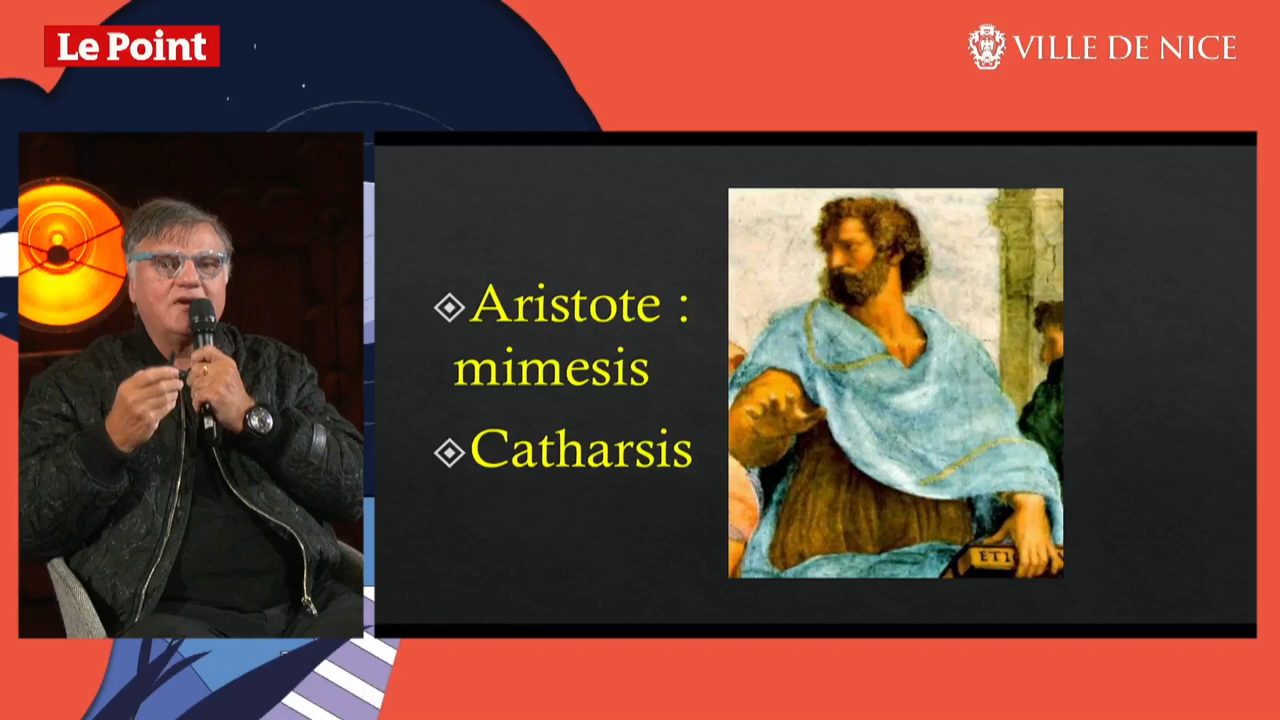 Le Point
VILLE DE NICE
Aristote :
mimesis
Catharsis
ETI